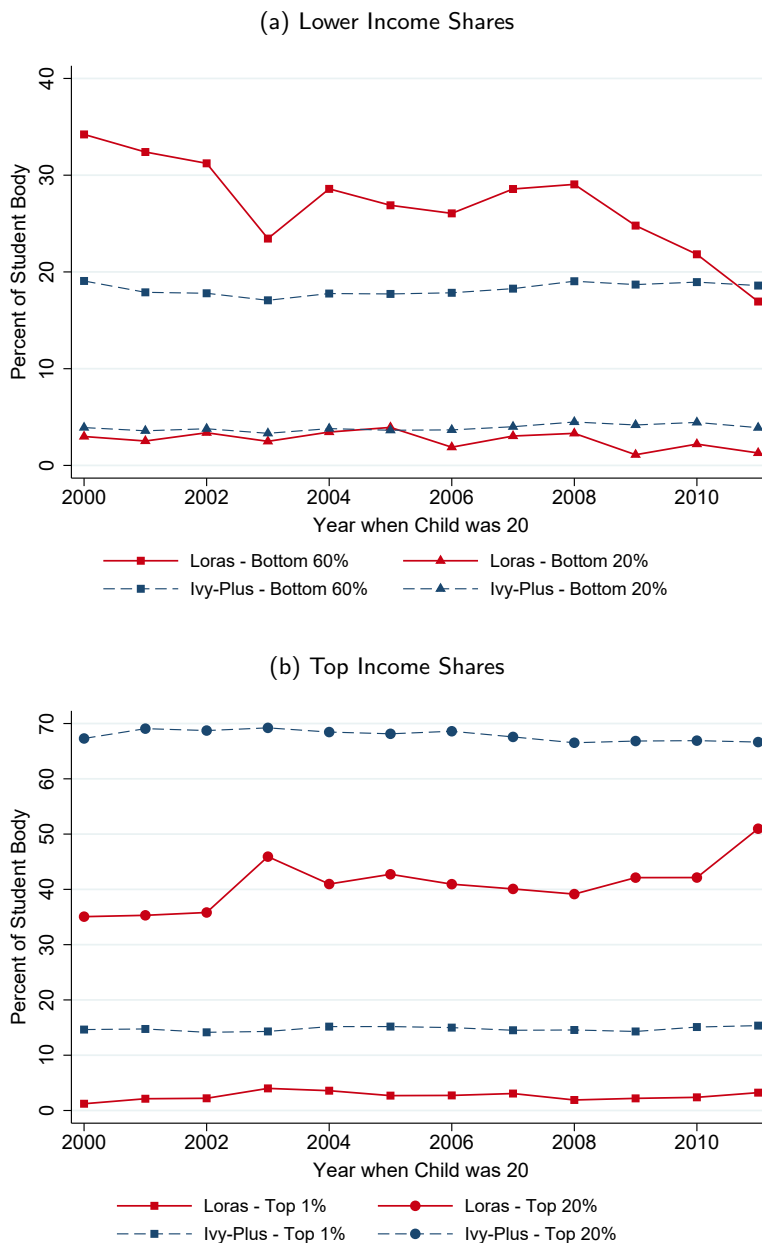 (a) Lower Income Shares
40
30
20
10
0
Percent of Student Body
2000 2002 2004 2006 2008 2010
Year when Child was 20
Loras - Bottom 60% Loras - Bottom 20%
Ivy-Plus - Bottom 60% Ivy-Plus - Bottom 20%
(b) Top Income Shares
70
60
50
40
30
20
10
0
Percent of Student Body
2000 2002 2004 2006 2008 2010
Year when Child was 20
Loras - Top 1% Loras - Top 20%
Ivy-Plus - Top 1% Ivy-Plus - Top 20%